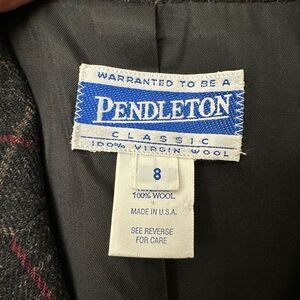 WARRANTED TO BE A
PENDLETON
CLASSIC
100% VIRGIN WOOL
8
100% WOOL
MADE IN U.S.A.
SEE REVERSE
FOR CARE